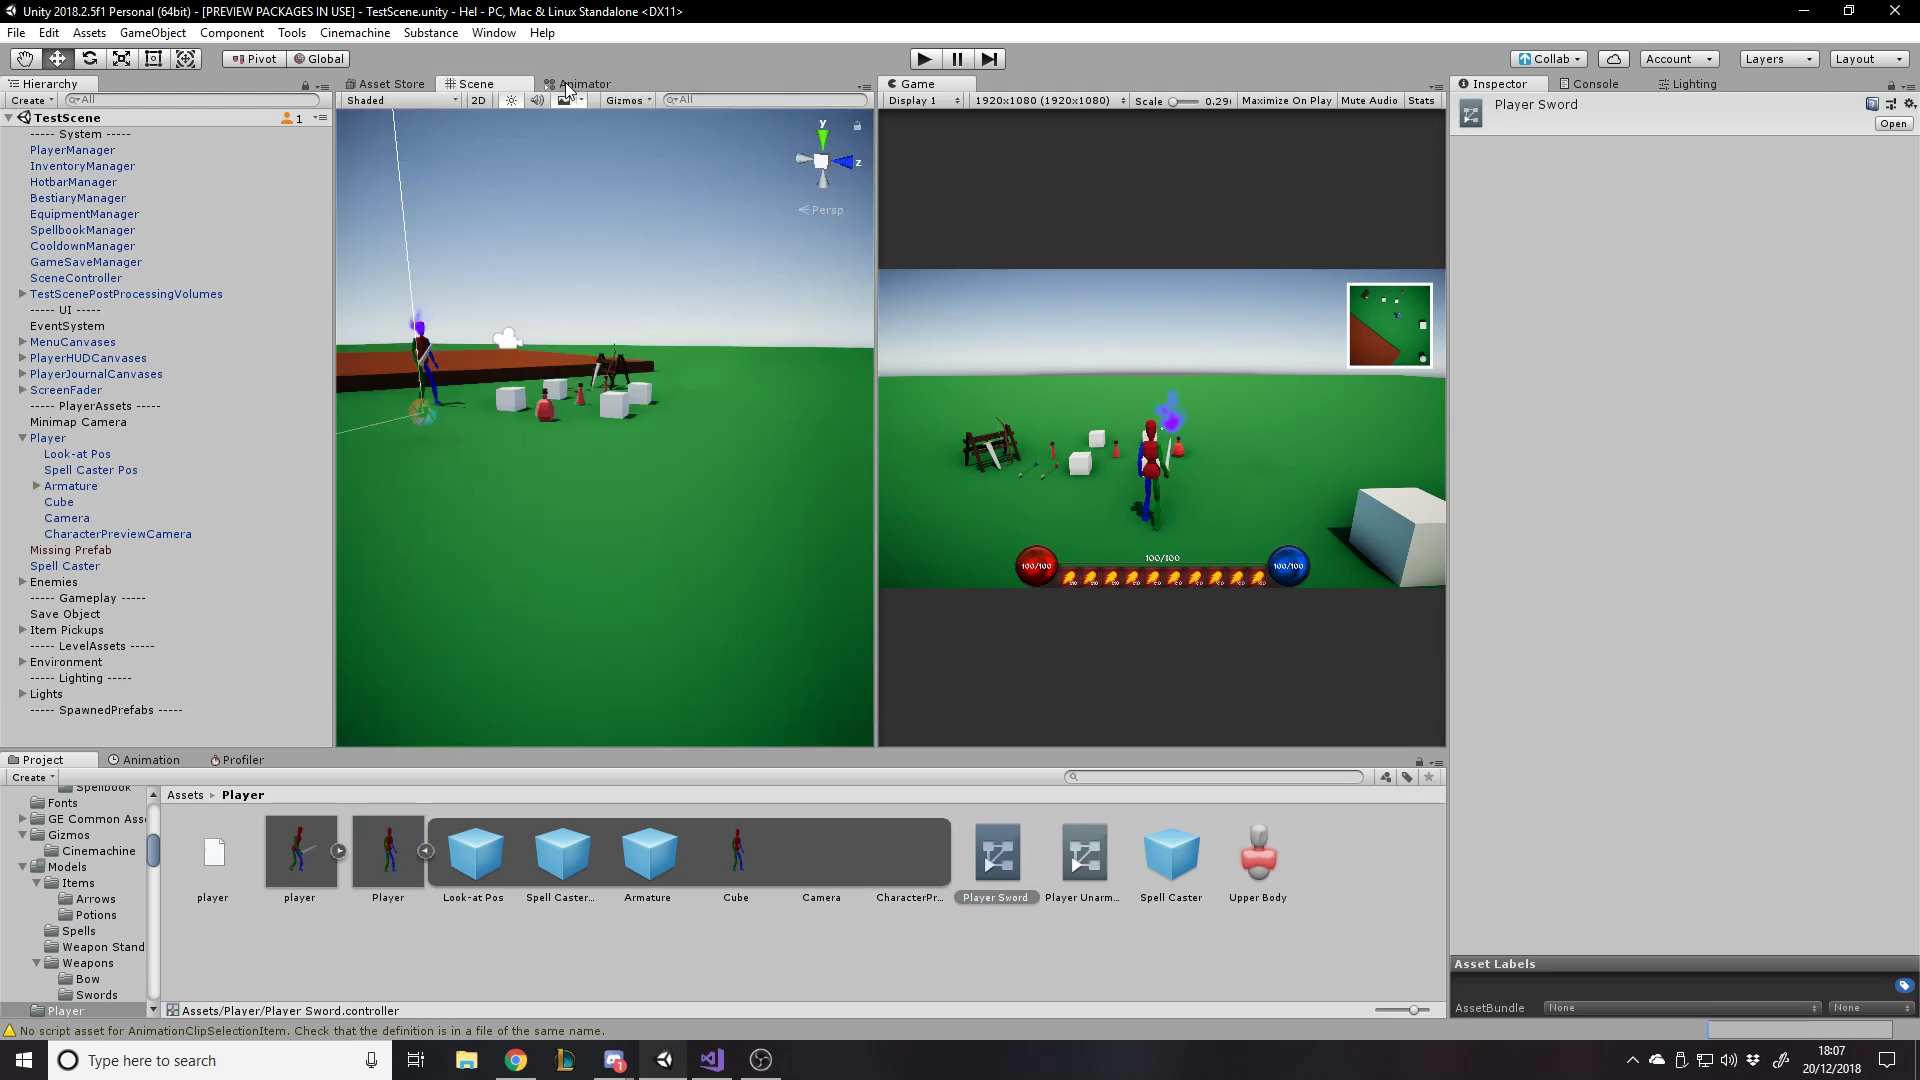 Unity 2018.2.5f1 Personal (64bit) - [PREVIEW PACKAGES IN USE] - TestScene.unity - Hel - PC, Mac & Linux Standalone <DX11>
File Edit Assets GameObject Component Tools Cinemachine Substance Window Help
Pivot Global Collab Account Layers Layout
Hierarchy Asset Store Scene Animator Game Inspector Console Lighting
Create All Shaded 2D Gizmos All Display 1 1920x1080 (1920x1080) Scale 0.29x Maximize On Play Mute Audio Stats
Player Sword
Open
TestScene 1
----- System -----
PlayerManager
InventoryManager
HotbarManager
BestiaryManager
EquipmentManager
SpellbookManager
CooldownManager
GameSaveManager
SceneController
TestScenePostProcessingVolumes
----- UI -----
EventSystem
MenuCanvases
PlayerHUDCanvases
PlayerJournalCanvases
ScreenFader
----- PlayerAssets -----
Minimap Camera
Player
Look-at Pos
Spell Caster Pos
Armature
Cube
Camera
CharacterPreviewCamera
Missing Prefab
Spell Caster
Enemies
----- Gameplay -----
Save Object
Item Pickups
----- LevelAssets -----
Environment
----- Lighting -----
Lights
----- SpawnedPrefabs -----
y
z
Persp
100/100
100/100 100/100
Project Animation Profiler
Create
Assets Player
Spellbook
Fonts
GE Common Ass
Gizmos
Cinemachine
Models
Items
Arrows
Potions
Spells
Weapon Stand
Weapons
Bow
Swords
Player
player player Player Look-at Pos Spell Caster... Armature Cube Camera CharacterPr... Player Sword Player Unarm... Spell Caster Upper Body
Assets/Player/Player Sword.controller
Asset Labels
AssetBundle None None
No script asset for AnimationClipSelectionItem. Check that the definition is in a file of the same name.
Type here to search
1
18:07
20/12/2018